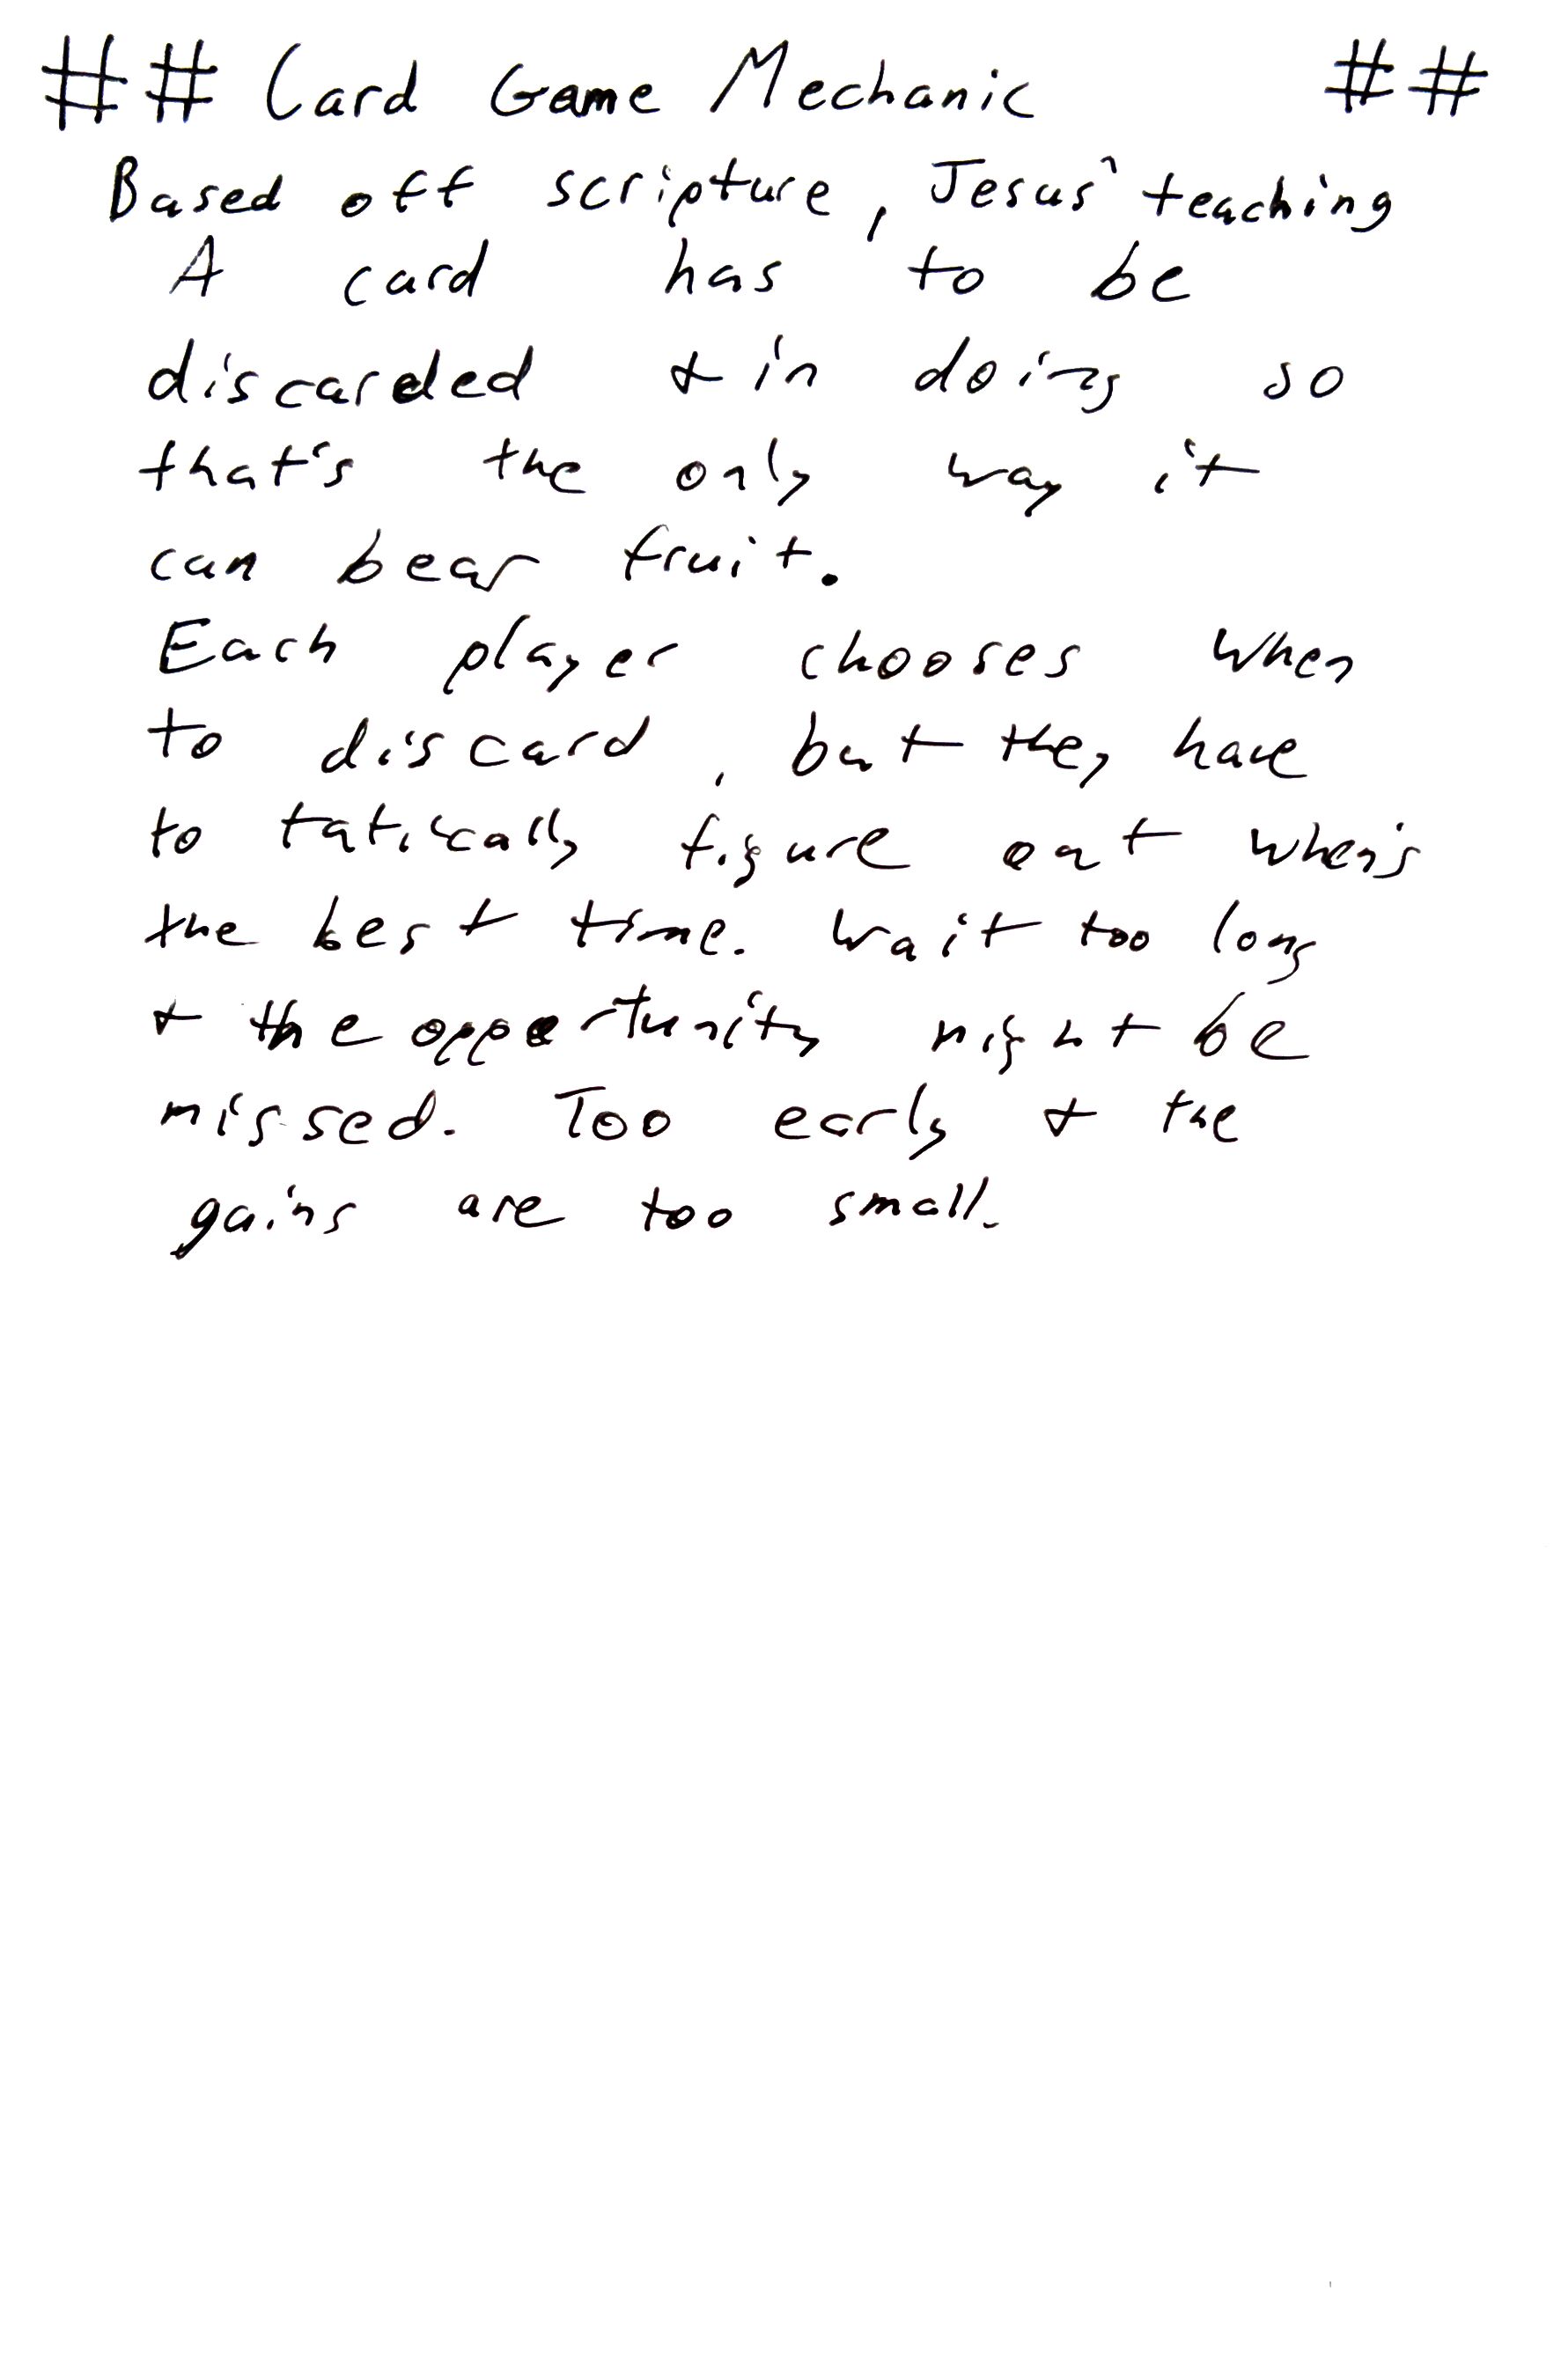 ## Card Game Mechanic ##
Based off scripture, Jesus' teaching
A card has to be
discarded & in doing so
that's the only way it
can bear fruit.
Each player chooses when
to discard, but they have
to tatically figure out when's
the best time. Wait too long
& the opportunity might be
missed. Too early & the
gains are too small.